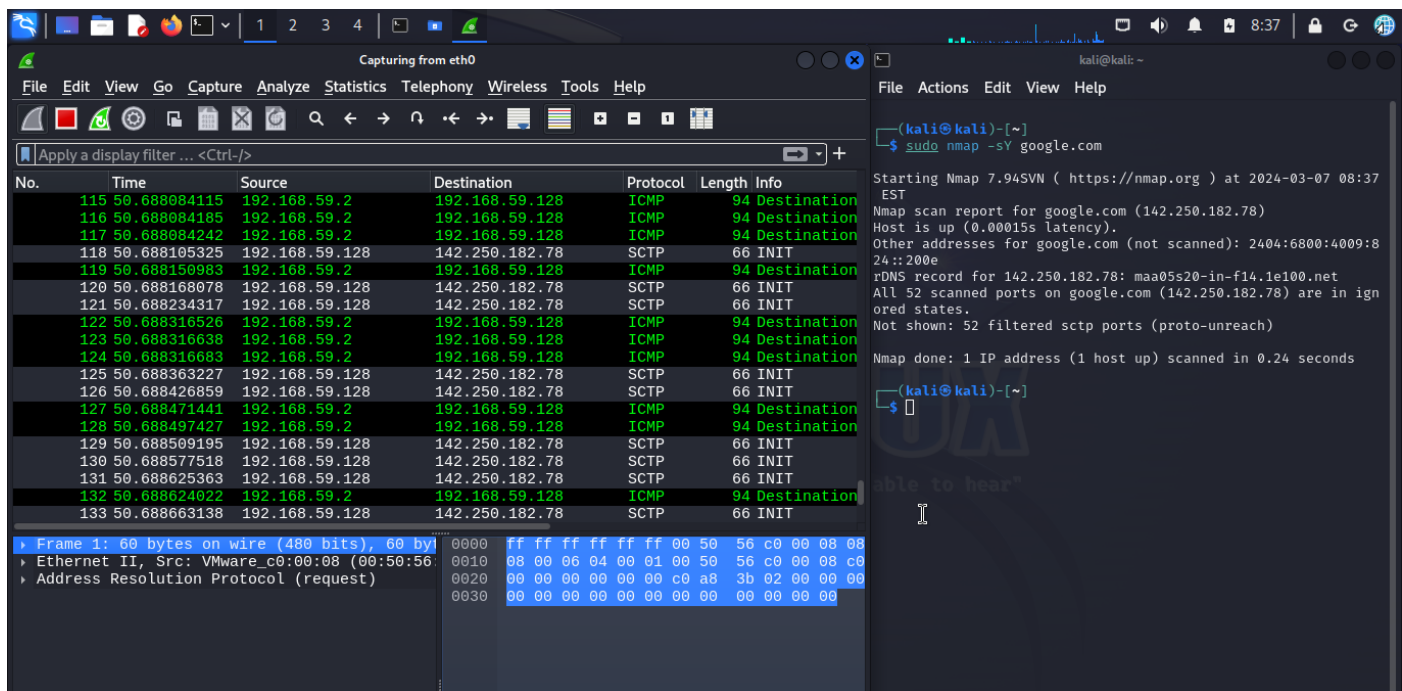 1 2 3 4 8:37
Capturing from eth0
File Edit View Go Capture Analyze Statistics Telephony Wireless Tools Help
Apply a display filter ... <Ctrl-/>
No. Time Source Destination Protocol Length Info
115 50.688084115 192.168.59.2 192.168.59.128 ICMP 94 Destination
116 50.688084185 192.168.59.2 192.168.59.128 ICMP 94 Destination
117 50.688084242 192.168.59.2 192.168.59.128 ICMP 94 Destination
118 50.688105325 192.168.59.128 142.250.182.78 SCTP 66 INIT
119 50.688150983 192.168.59.2 192.168.59.128 ICMP 94 Destination
120 50.688168078 192.168.59.128 142.250.182.78 SCTP 66 INIT
121 50.688234317 192.168.59.128 142.250.182.78 SCTP 66 INIT
122 50.688316526 192.168.59.2 192.168.59.128 ICMP 94 Destination
123 50.688316638 192.168.59.2 192.168.59.128 ICMP 94 Destination
124 50.688316683 192.168.59.2 192.168.59.128 ICMP 94 Destination
125 50.688363227 192.168.59.128 142.250.182.78 SCTP 66 INIT
126 50.688426859 192.168.59.128 142.250.182.78 SCTP 66 INIT
127 50.688471441 192.168.59.2 192.168.59.128 ICMP 94 Destination
128 50.688497427 192.168.59.2 192.168.59.128 ICMP 94 Destination
129 50.688509195 192.168.59.128 142.250.182.78 SCTP 66 INIT
130 50.688577518 192.168.59.128 142.250.182.78 SCTP 66 INIT
131 50.688625363 192.168.59.128 142.250.182.78 SCTP 66 INIT
132 50.688624022 192.168.59.2 192.168.59.128 ICMP 94 Destination
133 50.688663138 192.168.59.128 142.250.182.78 SCTP 66 INIT
Frame 1: 60 bytes on wire (480 bits), 60 by
Ethernet II, Src: VMware_c0:00:08 (00:50:56:
Address Resolution Protocol (request)
0000 ff ff ff ff ff ff 00 50 56 c0 00 08 08
0010 08 00 06 04 00 01 00 50 56 c0 00 08 c0
0020 00 00 00 00 00 00 c0 a8 3b 02 00 00 00
0030 00 00 00 00 00 00 00 00 00 00 00 00
kali@kali: ~
File Actions Edit View Help
┌──(kali㉿kali)-[~]
└─$ sudo nmap -sY google.com
Starting Nmap 7.94SVN ( https://nmap.org ) at 2024-03-07 08:37
EST
Nmap scan report for google.com (142.250.182.78)
Host is up (0.00015s latency).
Other addresses for google.com (not scanned): 2404:6800:4009:8
24::200e
rDNS record for 142.250.182.78: maa05s20-in-f14.1e100.net
All 52 scanned ports on google.com (142.250.182.78) are in ign
ored states.
Not shown: 52 filtered sctp ports (proto-unreach)
Nmap done: 1 IP address (1 host up) scanned in 0.24 seconds
┌──(kali㉿kali)-[~]
└─$
UX
able to hear"